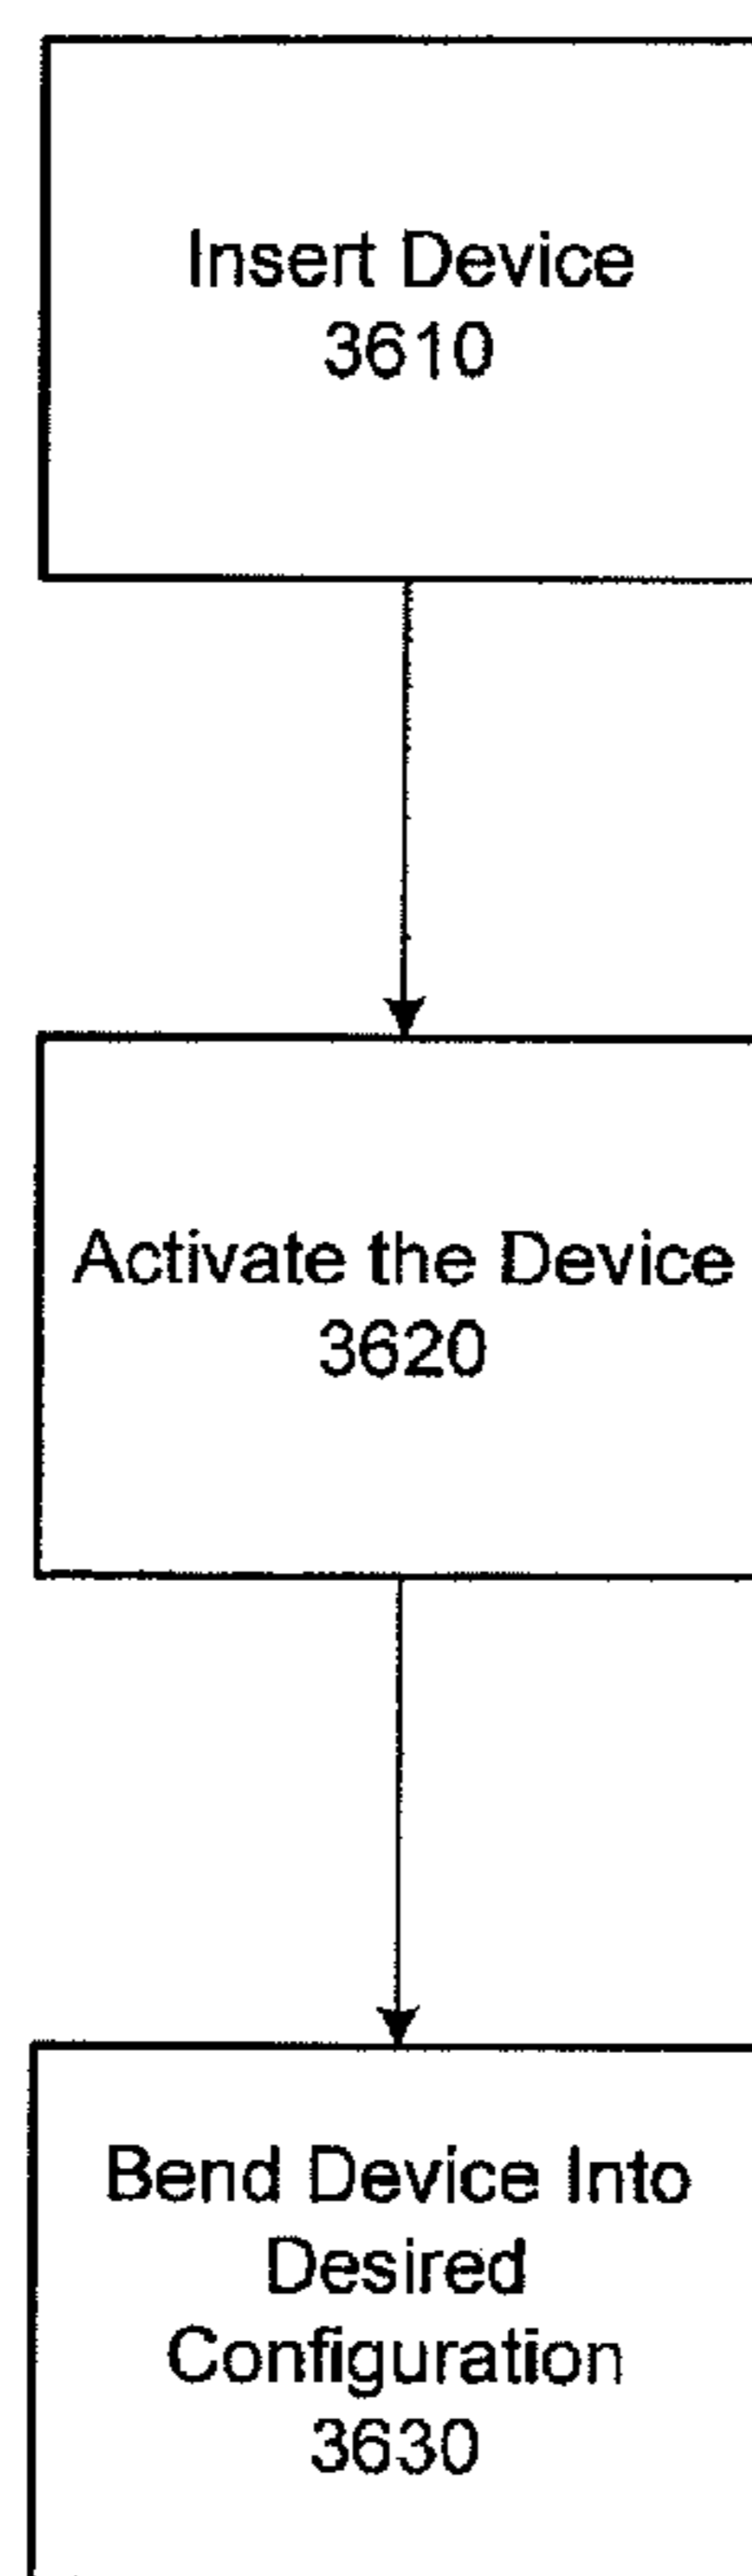 Insert Device
3610
Activate the Device
3620
Bend Device Into
Desired
Configuration
3630